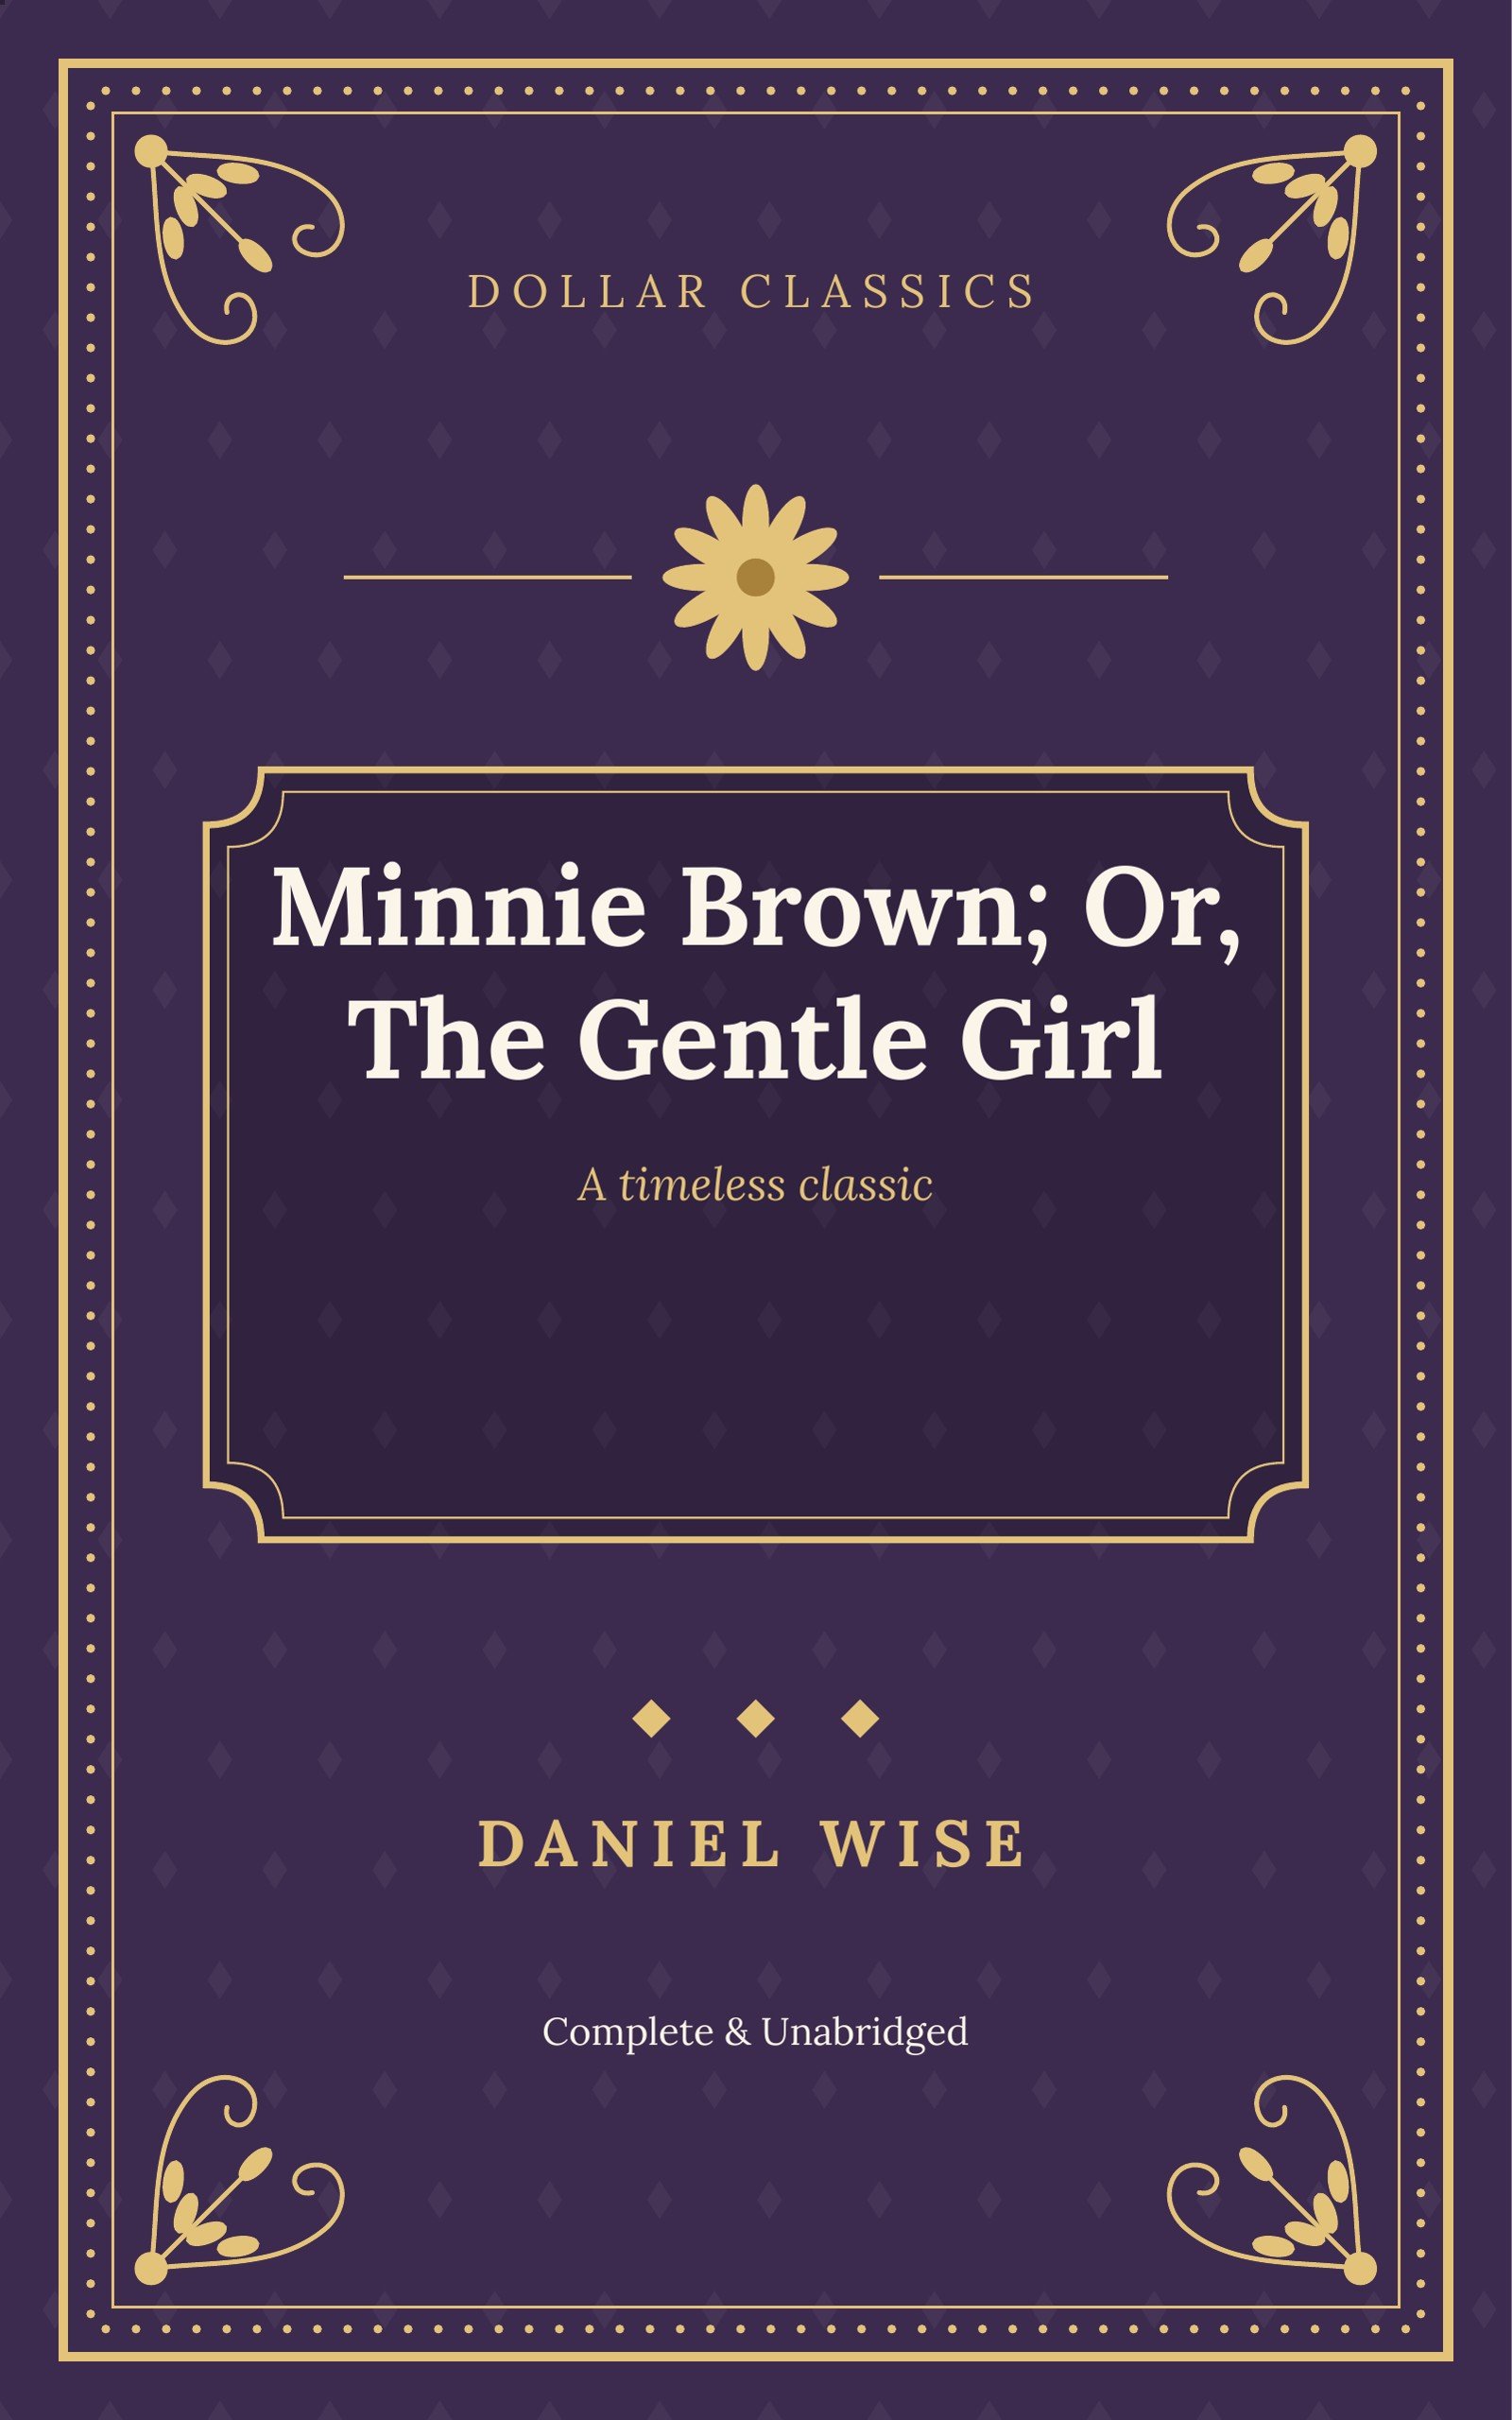 DOLLAR CLASSICS
Minnie Brown; Or,
The Gentle Girl
A timeless classic
DANIEL WISE
Complete & Unabridged